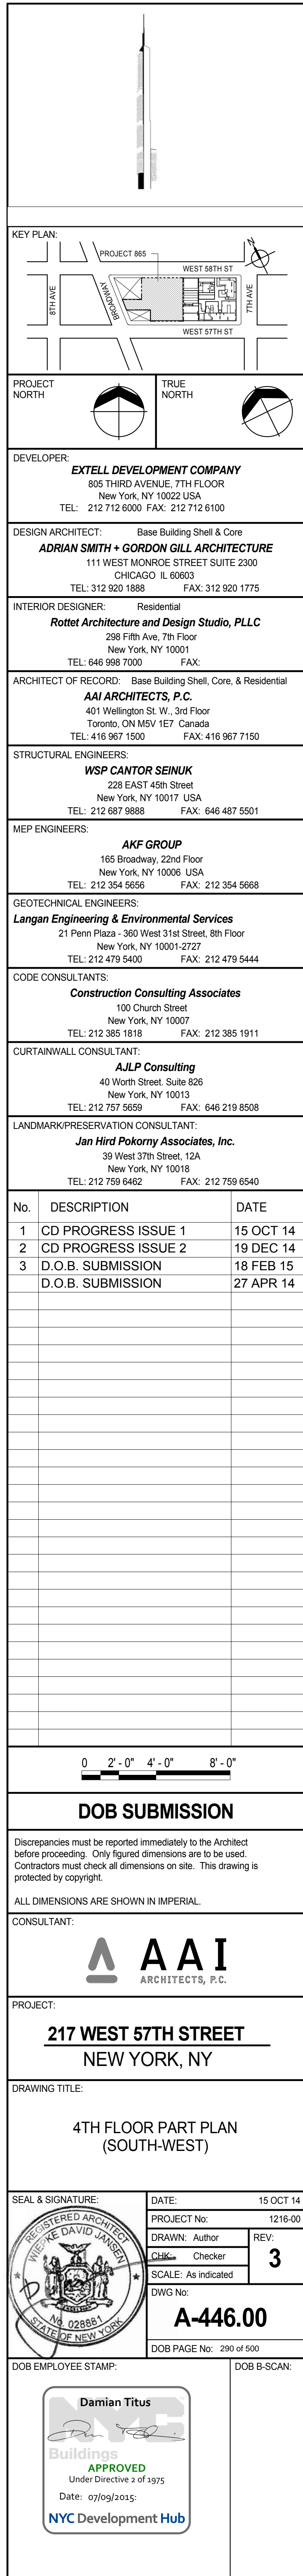 KEY PLAN:
N
PROJECT 865
WEST 58TH ST
8TH AVE
BROADWAY
7TH AVE
WEST 57TH ST
PROJECT
NORTH
TRUE
NORTH
DEVELOPER:
EXTELL DEVELOPMENT COMPANY
805 THIRD AVENUE, 7TH FLOOR
New York, NY 10022 USA
TEL: 212 712 6000 FAX: 212 712 6100
DESIGN ARCHITECT: Base Building Shell & Core
ADRIAN SMITH + GORDON GILL ARCHITECTURE
111 WEST MONROE STREET SUITE 2300
CHICAGO IL 60603
TEL: 312 920 1888 FAX: 312 920 1775
INTERIOR DESIGNER: Residential
Rottet Architecture and Design Studio, PLLC
298 Fifth Ave, 7th Floor
New York, NY 10001
TEL: 646 998 7000 FAX:
ARCHITECT OF RECORD: Base Building Shell, Core, & Residential
AAI ARCHITECTS, P.C.
401 Wellington St. W., 3rd Floor
Toronto, ON M5V 1E7 Canada
TEL: 416 967 1500 FAX: 416 967 7150
STRUCTURAL ENGINEERS:
WSP CANTOR SEINUK
228 EAST 45th Street
New York, NY 10017 USA
TEL: 212 687 9888 FAX: 646 487 5501
MEP ENGINEERS:
AKF GROUP
165 Broadway, 22nd Floor
New York, NY 10006 USA
TEL: 212 354 5656 FAX: 212 354 5668
GEOTECHNICAL ENGINEERS:
Langan Engineering & Environmental Services
21 Penn Plaza - 360 West 31st Street, 8th Floor
New York, NY 10001-2727
TEL: 212 479 5400 FAX: 212 479 5444
CODE CONSULTANTS:
Construction Consulting Associates
100 Church Street
New York, NY 10007
TEL: 212 385 1818 FAX: 212 385 1911
CURTAINWALL CONSULTANT:
AJLP Consulting
40 Worth Street. Suite 826
New York, NY 10013
TEL: 212 757 5659 FAX: 646 219 8508
LANDMARK/PRESERVATION CONSULTANT:
Jan Hird Pokorny Associates, Inc.
39 West 37th Street, 12A
New York, NY 10018
TEL: 212 759 6462 FAX: 212 759 6540
No. DESCRIPTION DATE
1 CD PROGRESS ISSUE 1 15 OCT 14
2 CD PROGRESS ISSUE 2 19 DEC 14
3 D.O.B. SUBMISSION 18 FEB 15
D.O.B. SUBMISSION 27 APR 14
0 2' - 0" 4' - 0" 8' - 0"
DOB SUBMISSION
Discrepancies must be reported immediately to the Architect
before proceeding. Only figured dimensions are to be used.
Contractors must check all dimensions on site. This drawing is
protected by copyright.
ALL DIMENSIONS ARE SHOWN IN IMPERIAL.
CONSULTANT:
AAI
ARCHITECTS, P.C.
PROJECT:
217 WEST 57TH STREET
NEW YORK, NY
DRAWING TITLE:
4TH FLOOR PART PLAN
(SOUTH-WEST)
SEAL & SIGNATURE:
REGISTERED ARCHITECT
WIEPKE DAVID JANSEN
No. 028881
STATE OF NEW YORK
DATE: 15 OCT 14
PROJECT No: 1216-00
DRAWN: Author
CHK: Checker
SCALE: As indicated
REV:
3
DWG No:
A-446.00
DOB PAGE No: 290 of 500
DOB EMPLOYEE STAMP:
DOB B-SCAN:
Damian Titus
NYC
Buildings
APPROVED
Under Directive 2 of 1975
Date: 07/09/2015:
NYC Development Hub